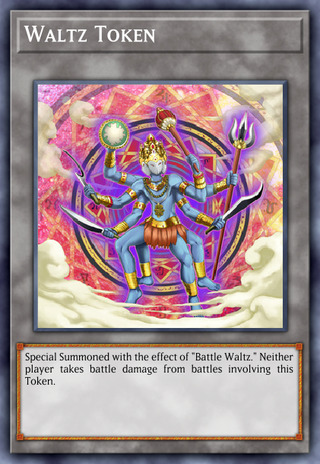 Waltz Token
Special Summoned with the effect of "Battle Waltz." Neither
player takes battle damage from battles involving this
Token.